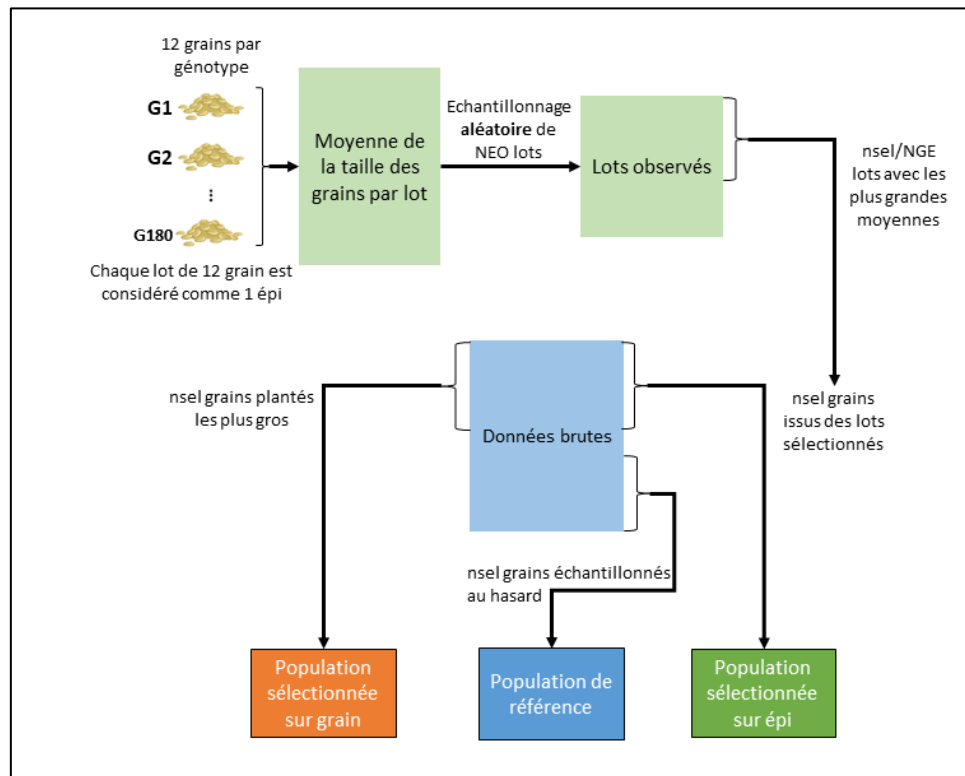 12 grains par
génotype
G1
G2
...
G180
Chaque lot de 12 grain est
considéré comme 1 épi
Moyenne de
la taille des
grains par lot
Echantillonnage
aléatoire de
NEO lots
Lots observés
nsel/NGE
lots avec les
plus grandes
moyennes
nsel grains
issus des lots
sélectionnés
nsel grains plantés
les plus gros
Données brutes
nsel grains échantillonnés
au hasard
Population
sélectionnée
sur grain
Population de
référence
Population
sélectionnée
sur épi